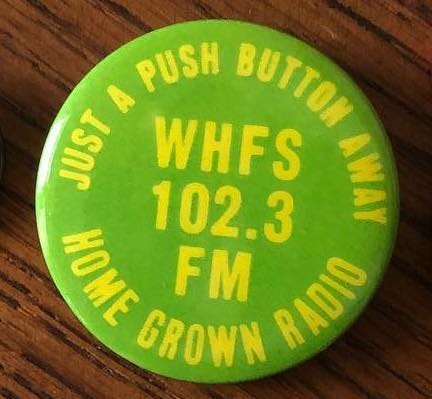 JUST A PUSH BUTTON AWAY
WHFS
102.3
FM
HOME GROWN RADIO